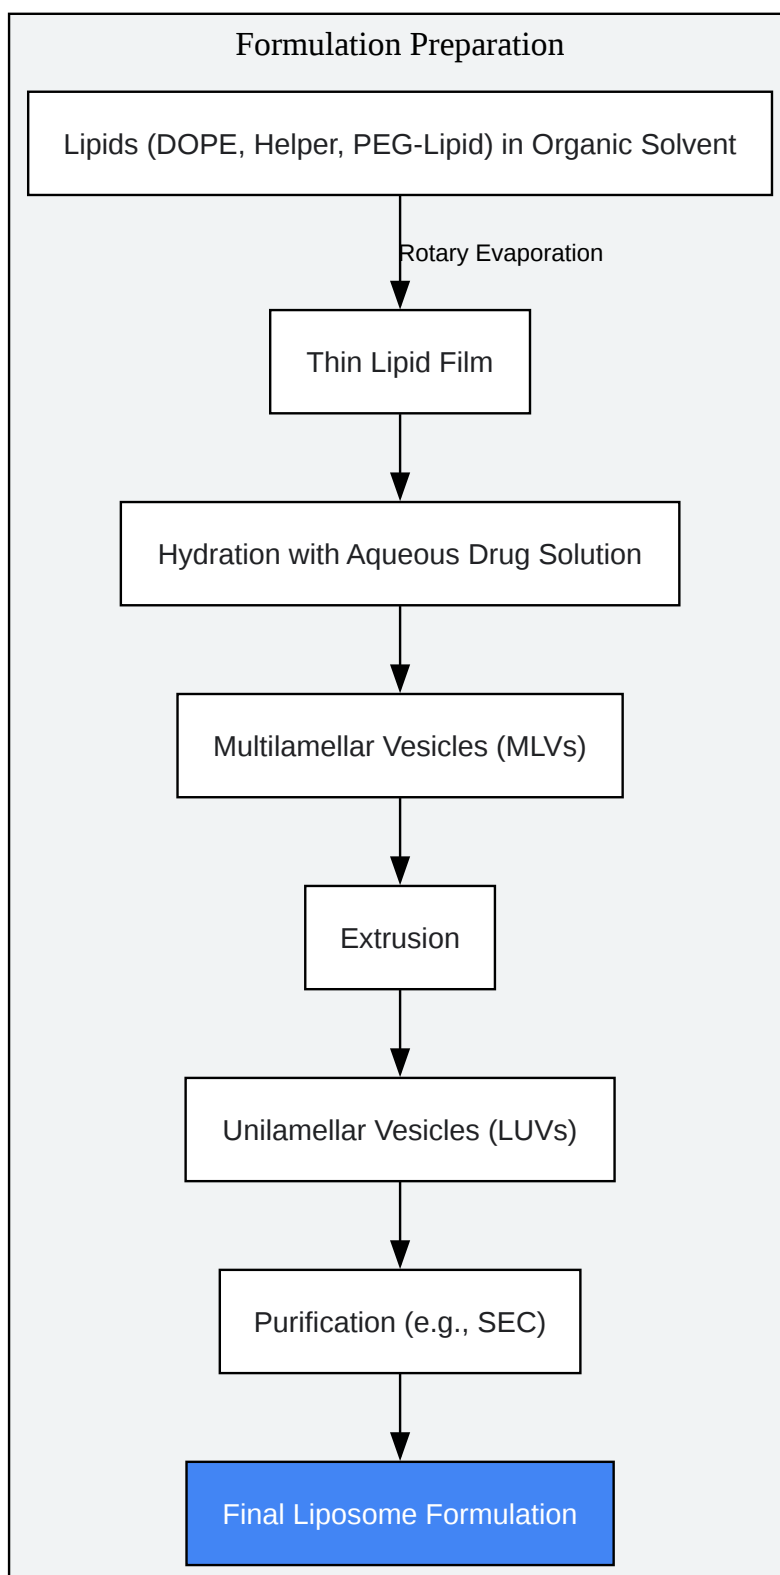 Formulation Preparation
Lipids (DOPE, Helper, PEG-Lipid) in Organic Solvent
Rotary Evaporation
Thin Lipid Film
Hydration with Aqueous Drug Solution
Multilamellar Vesicles (MLVs)
Extrusion
Unilamellar Vesicles (LUVs)
Purification (e.g., SEC)
Final Liposome Formulation